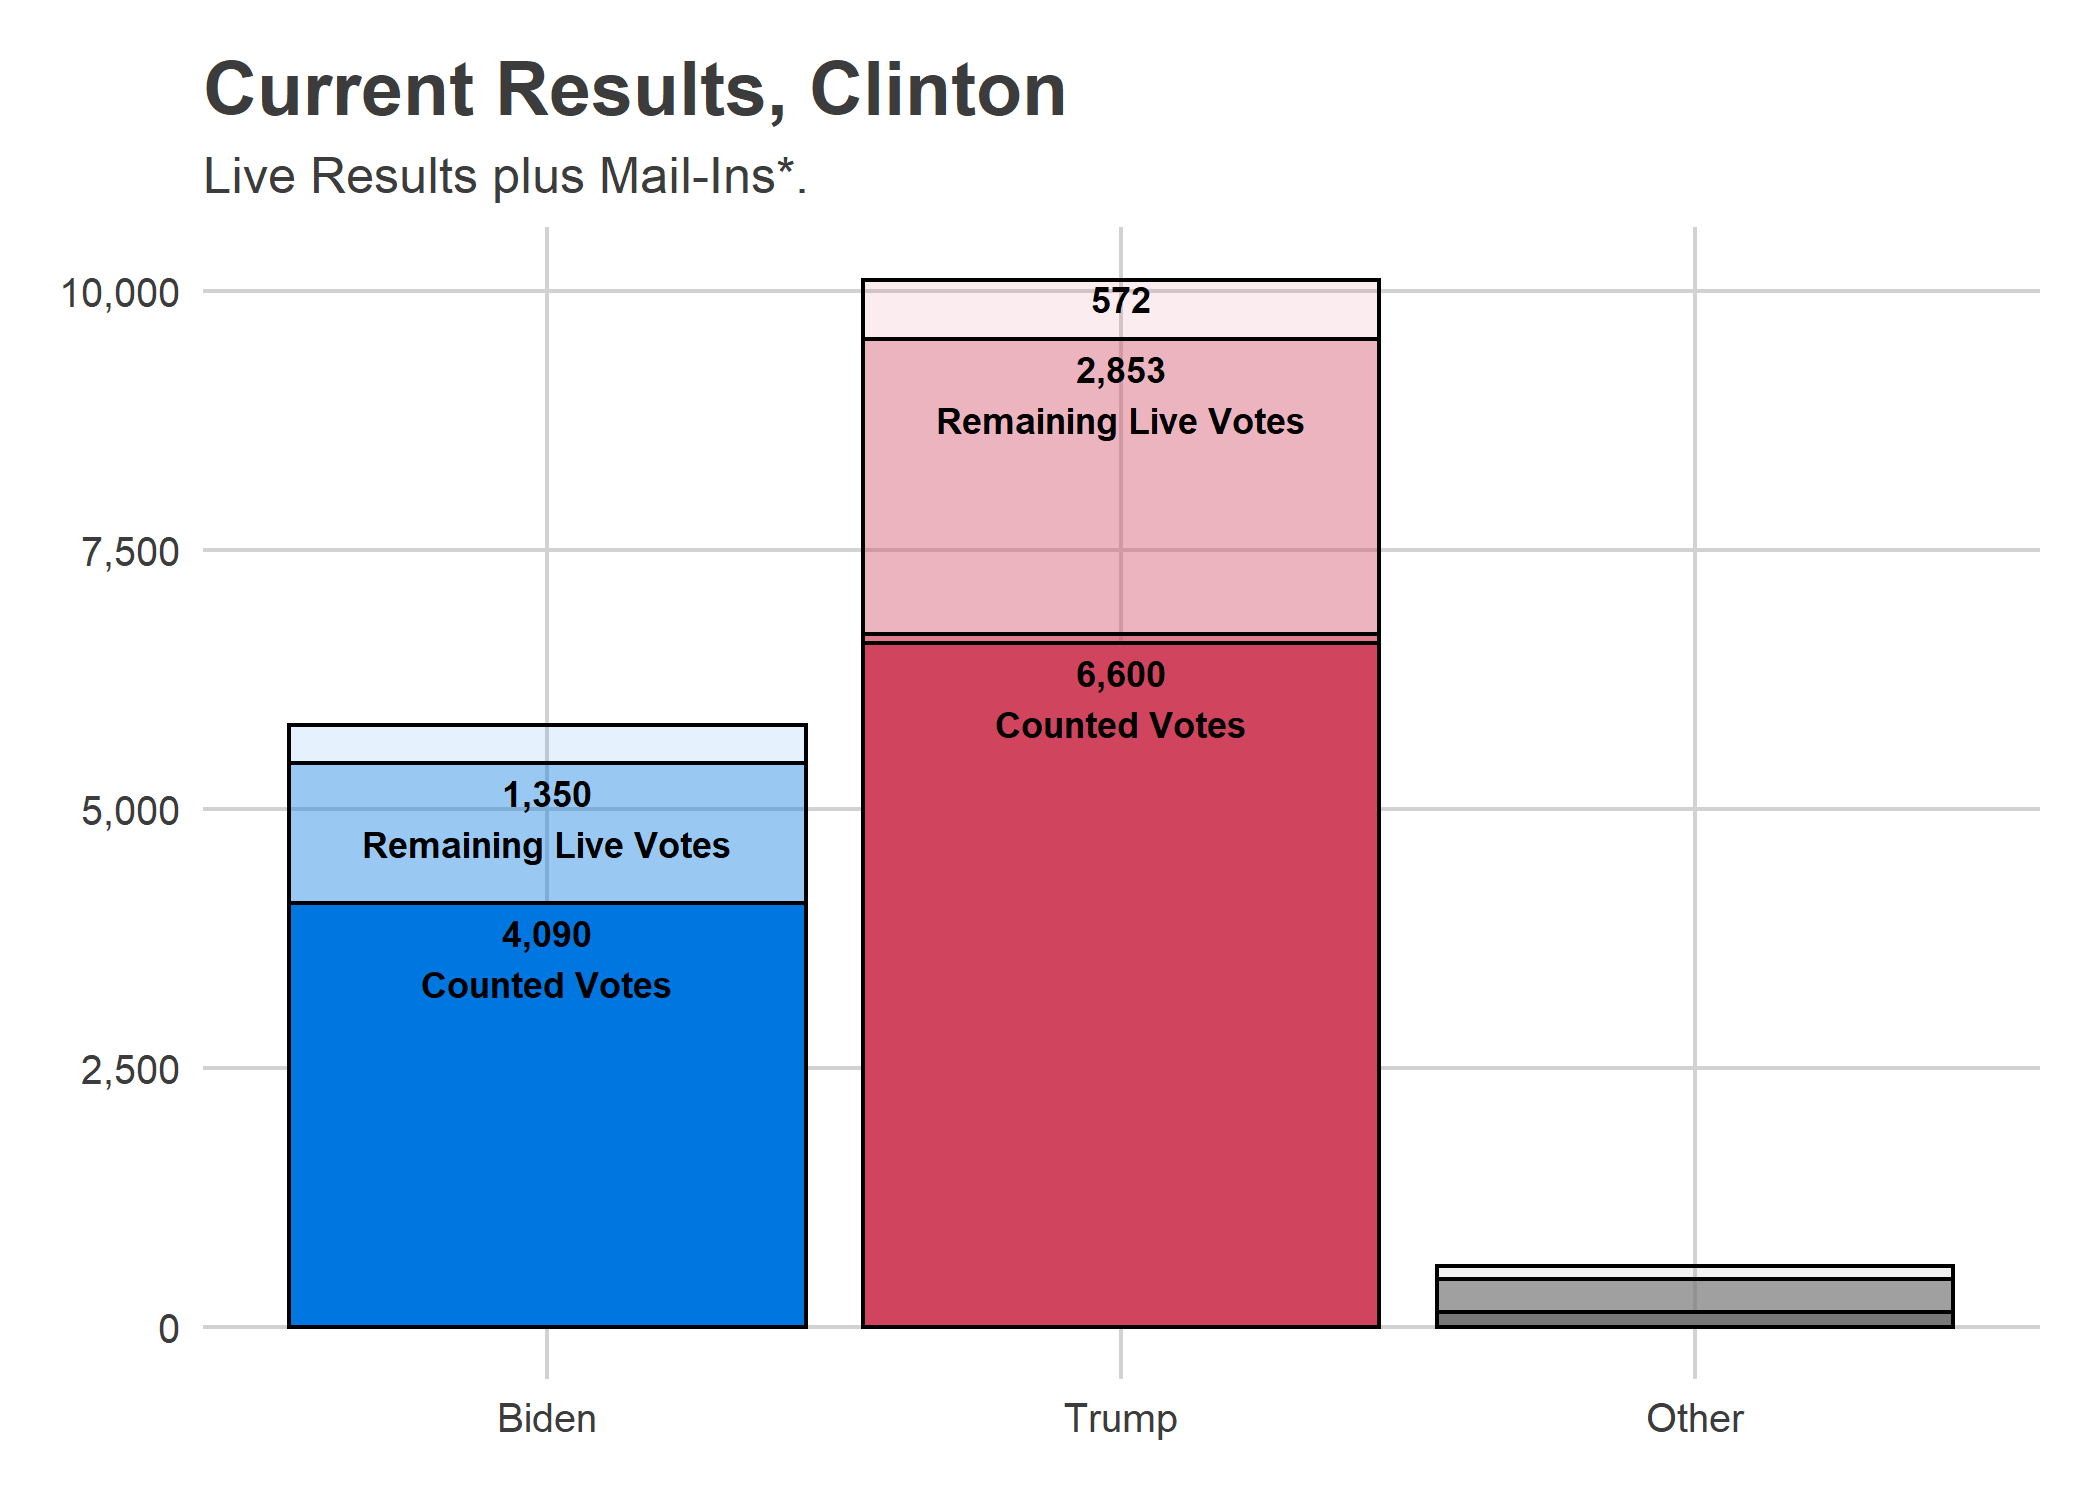 Current Results, Clinton
Live Results plus Mail-Ins*.
10,000
7,500
5,000
2,500
0
572
2,853
Remaining Live Votes
6,600
Counted Votes
1,350
Remaining Live Votes
4,090
Counted Votes
Biden
Trump
Other